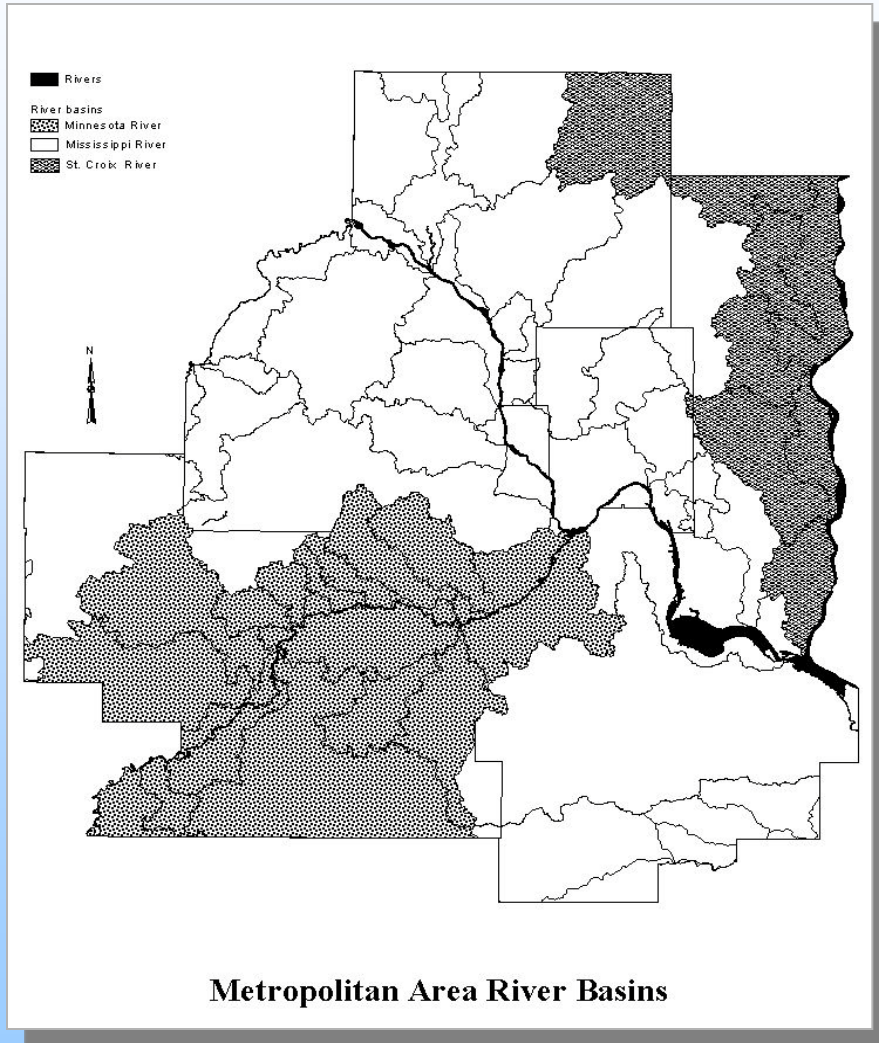 Rivers
River basins
Minnesota River
Mississippi River
St. Croix River
N
Metropolitan Area River Basins